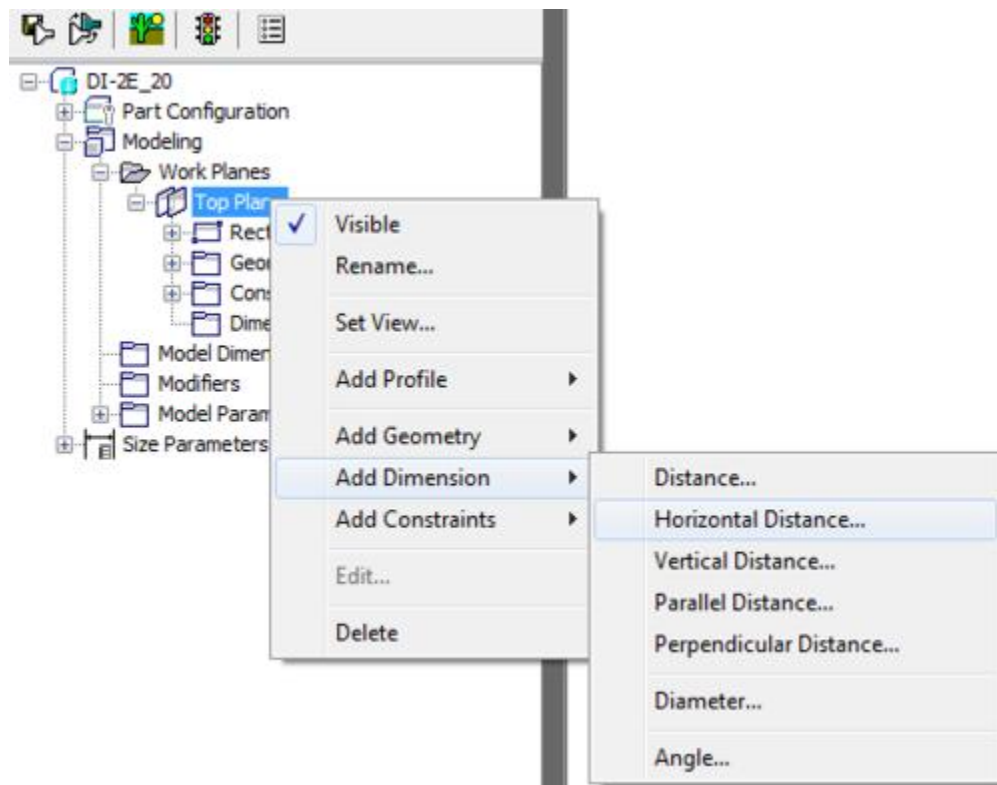 DI-2E_20
Part Configuration
Modeling
Work Planes
Top Plan
Rect
Geo
Cons
Dime
Model Dimen
Modifiers
Model Param
Size Parameters
Visible
Rename...
Set View...
Add Profile
Add Geometry
Add Dimension
Add Constraints
Edit...
Delete
Distance...
Horizontal Distance...
Vertical Distance...
Parallel Distance...
Perpendicular Distance...
Diameter...
Angle...